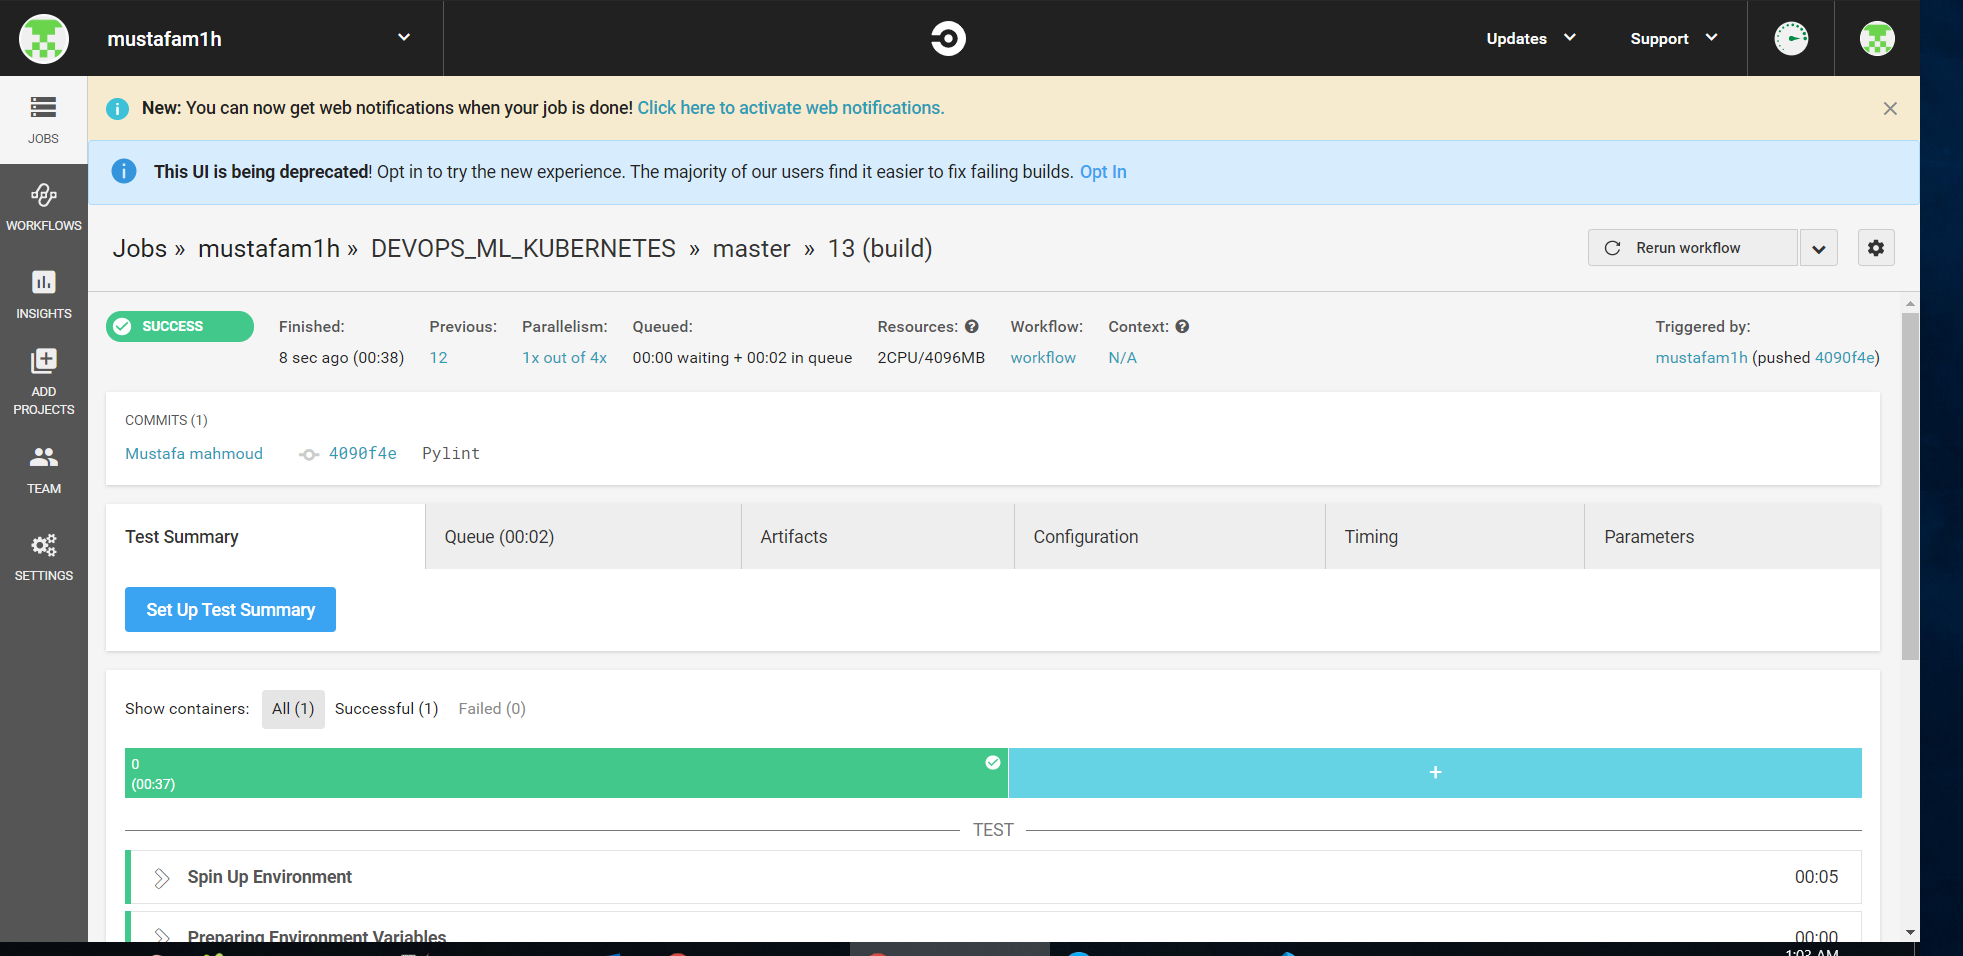 mustafam1h
Updates
Support
JOBS
New: You can now get web notifications when your job is done! Click here to activate web notifications.
This UI is being deprecated! Opt in to try the new experience. The majority of our users find it easier to fix failing builds. Opt In
WORKFLOWS
INSIGHTS
ADD
PROJECTS
TEAM
SETTINGS
Jobs » mustafam1h » DEVOPS_ML_KUBERNETES » master » 13 (build)
Rerun workflow
SUCCESS
Finished:
8 sec ago (00:38)
Previous:
12
Parallelism:
1x out of 4x
Queued:
00:00 waiting + 00:02 in queue
Resources:
2CPU/4096MB
Workflow:
workflow
Context:
N/A
Triggered by:
mustafam1h (pushed 4090f4e)
COMMITS (1)
Mustafa mahmoud 4090f4e Pylint
Test Summary
Queue (00:02)
Artifacts
Configuration
Timing
Parameters
Set Up Test Summary
Show containers: All (1) Successful (1) Failed (0)
0
(00:37)
+
TEST
Spin Up Environment 00:05
Preparing Environment Variables 00:00
1:03 AM